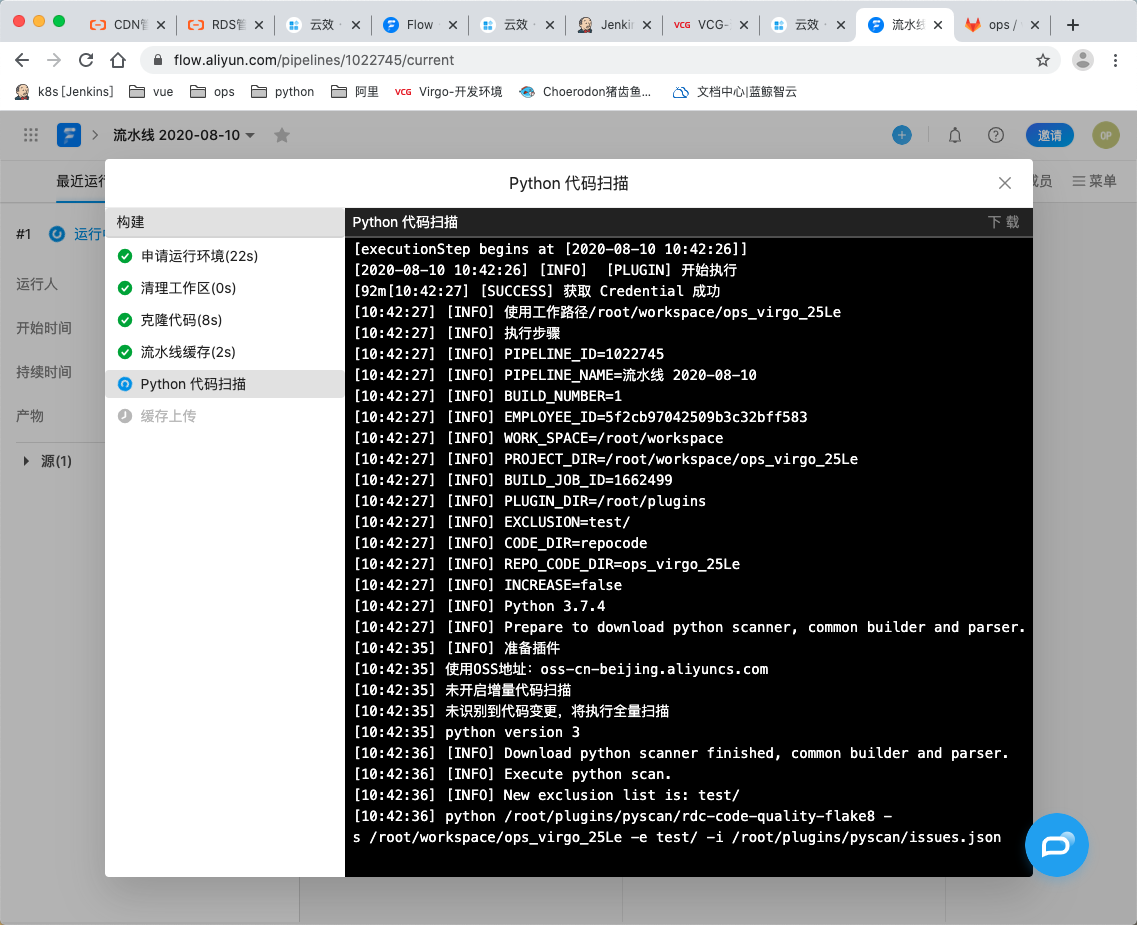 CDN管
RDS管
云效 -
Flow
云效 -
Jenki
VCG
VCG-
云效 -
流水线
ops /
flow.aliyun.com/pipelines/1022745/current
k8s [Jenkins]
vue
ops
python
阿里
VCG Virgo-开发环境
Choerodon猪齿鱼...
文档中心|蓝鲸智云
流水线 2020-08-10
邀请
OP
最近运行
成员
菜单
Python 代码扫描
#1 运行中
运行人
开始时间
持续时间
产物
源(1)
构建
申请运行环境(22s)
清理工作区(0s)
克隆代码(8s)
流水线缓存(2s)
Python 代码扫描
缓存上传
Python 代码扫描
下 载
[executionStep begins at [2020-08-10 10:42:26]]
[2020-08-10 10:42:26] [INFO]  [PLUGIN] 开始执行
[92m[10:42:27] [SUCCESS] 获取 Credential 成功
[10:42:27] [INFO] 使用工作路径/root/workspace/ops_virgo_25Le
[10:42:27] [INFO] 执行步骤
[10:42:27] [INFO] PIPELINE_ID=1022745
[10:42:27] [INFO] PIPELINE_NAME=流水线 2020-08-10
[10:42:27] [INFO] BUILD_NUMBER=1
[10:42:27] [INFO] EMPLOYEE_ID=5f2cb97042509b3c32bff583
[10:42:27] [INFO] WORK_SPACE=/root/workspace
[10:42:27] [INFO] PROJECT_DIR=/root/workspace/ops_virgo_25Le
[10:42:27] [INFO] BUILD_JOB_ID=1662499
[10:42:27] [INFO] PLUGIN_DIR=/root/plugins
[10:42:27] [INFO] EXCLUSION=test/
[10:42:27] [INFO] CODE_DIR=repocode
[10:42:27] [INFO] REPO_CODE_DIR=ops_virgo_25Le
[10:42:27] [INFO] INCREASE=false
[10:42:27] [INFO] Python 3.7.4
[10:42:27] [INFO] Prepare to download python scanner, common builder and parser.
[10:42:35] [INFO] 准备插件
[10:42:35] 使用OSS地址：oss-cn-beijing.aliyuncs.com
[10:42:35] 未开启增量代码扫描
[10:42:35] 未识别到代码变更，将执行全量扫描
[10:42:35] python version 3
[10:42:36] [INFO] Download python scanner finished, common builder and parser.
[10:42:36] [INFO] Execute python scan.
[10:42:36] [INFO] New exclusion list is: test/
[10:42:36] python /root/plugins/pyscan/rdc-code-quality-flake8 -
s /root/workspace/ops_virgo_25Le -e test/ -i /root/plugins/pyscan/issues.json